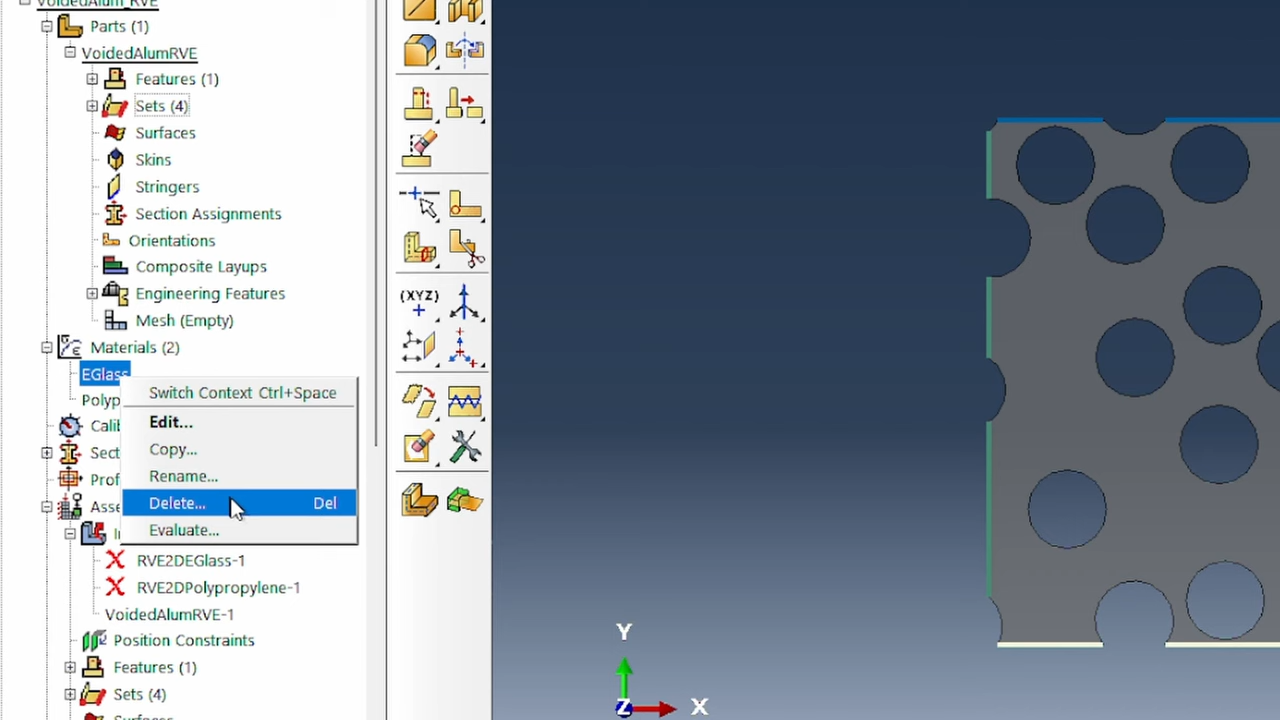 VoidedAlum_RVE
Parts (1)
VoidedAlumRVE
Features (1)
Sets (4)
Surfaces
Skins
Stringers
Section Assignments
Orientations
Composite Layups
Engineering Features
Mesh (Empty)
Materials (2)
EGlass
Switch Context Ctrl+Space
Polyp
Edit...
Calib
Copy...
Sect
Rename...
Prof
Delete... Del
Asse
Evaluate...
RVE2DEGlass-1
RVE2DPolypropylene-1
VoidedAlumRVE-1
Position Constraints
Features (1)
Sets (4)
Surfaces
(XYZ)
Y
Z
X